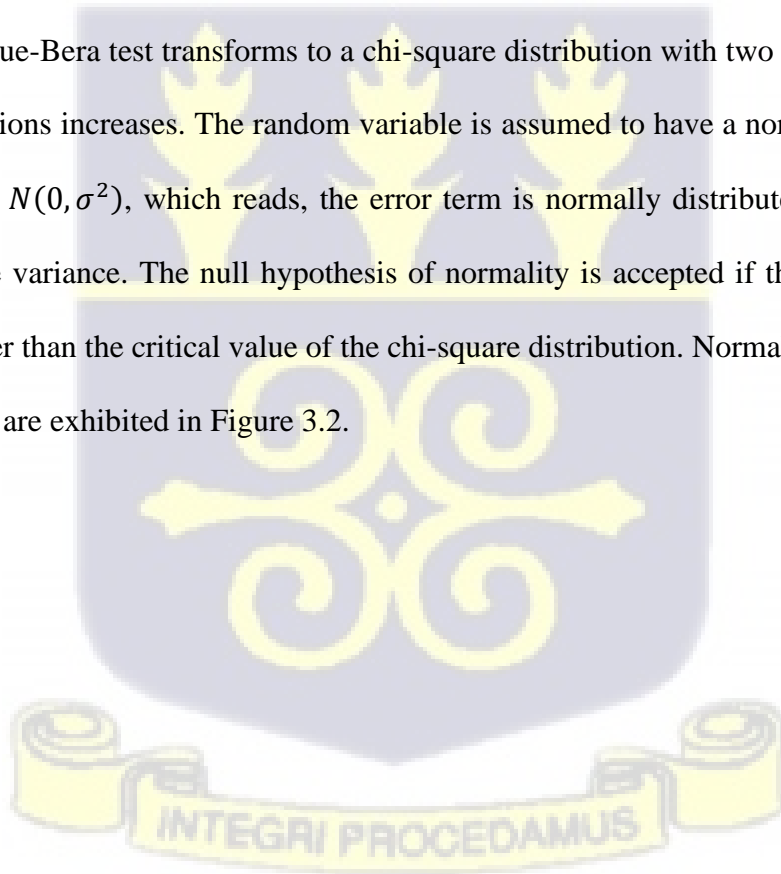 ue-Bera test transforms to a chi-square distribution with two
ions increases. The random variable is assumed to have a nor
N(0, σ²), which reads, the error term is normally distribute
variance. The null hypothesis of normality is accepted if th
er than the critical value of the chi-square distribution. Norma
are exhibited in Figure 3.2.
INTEGRI PROCEDAMUS